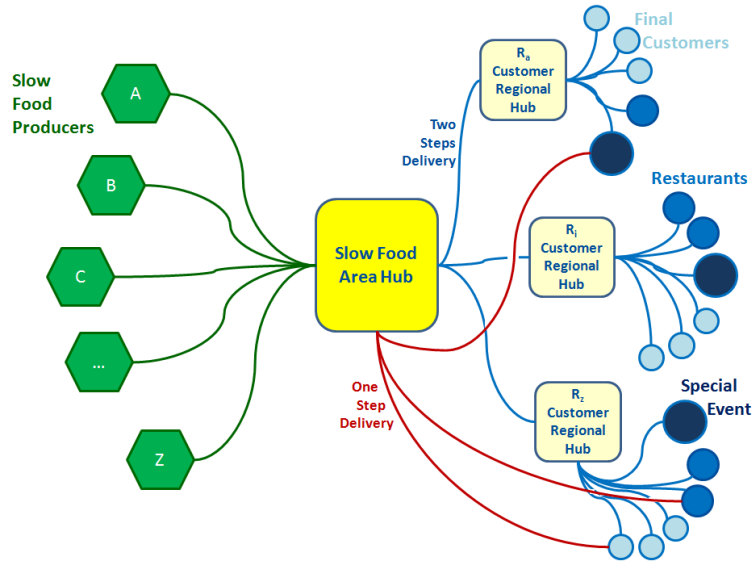 Slow
Food
Producers
A
B
C
...
Z
Slow Food
Area Hub
Two
Steps
Delivery
One
Step
Delivery
Ra
Customer
Regional
Hub
Final
Customers
Ri
Customer
Regional
Hub
Restaurants
Rz
Customer
Regional
Hub
Special
Event